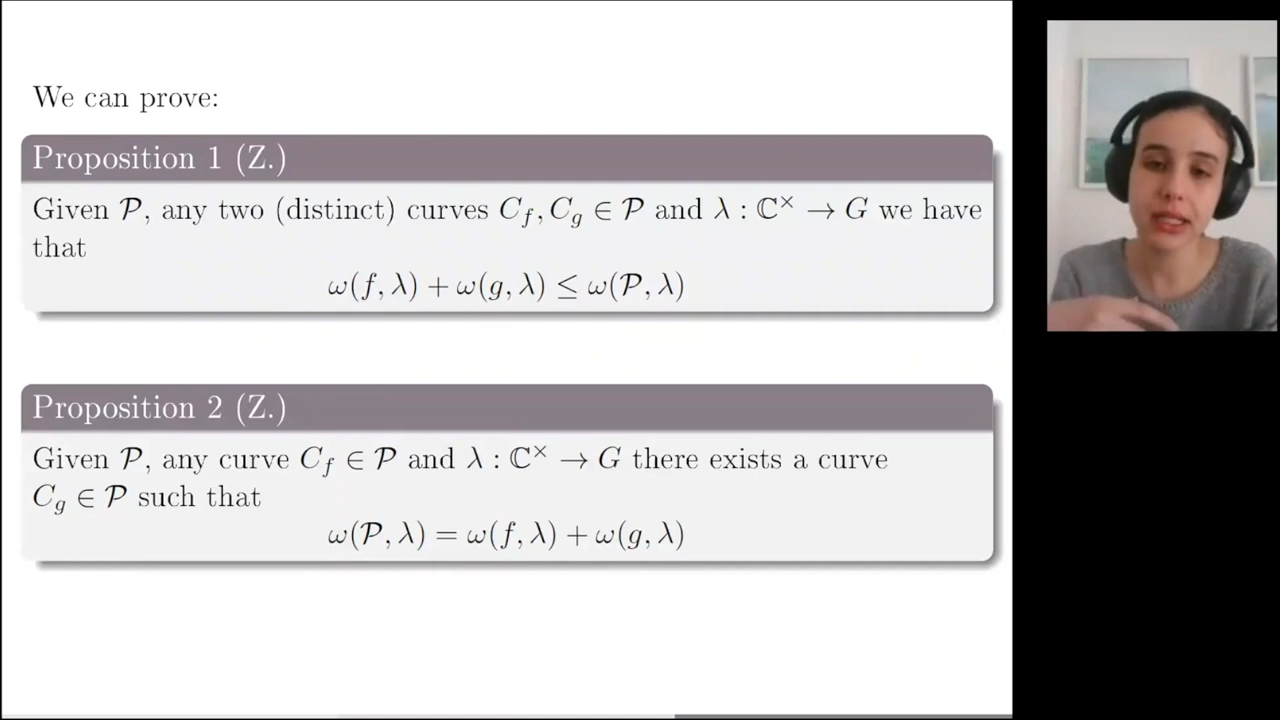 We can prove:
Proposition 1 (Z.)
Given 𝒫, any two (distinct) curves C_f, C_g ∈ 𝒫 and λ : ℂ^× → G we have
that
ω(f, λ) + ω(g, λ) ≤ ω(𝒫, λ)
Proposition 2 (Z.)
Given 𝒫, any curve C_f ∈ 𝒫 and λ : ℂ^× → G there exists a curve
C_g ∈ 𝒫 such that
ω(𝒫, λ) = ω(f, λ) + ω(g, λ)